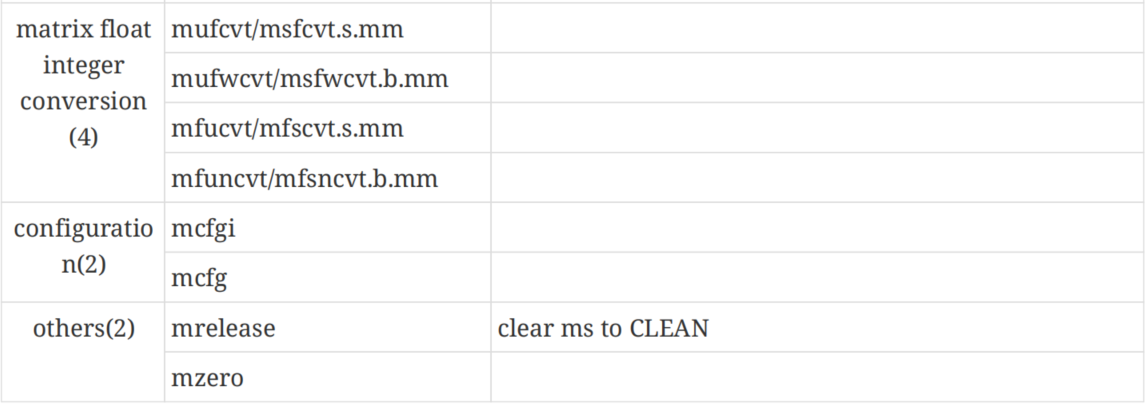 matrix float
integer
conversion
(4)
mufcvt/msfcvt.s.mm
mufwcvt/msfwcvt.b.mm
mfucvt/mfscvt.s.mm
mfuncvt/mfsncvt.b.mm
configuratio
n(2)
mcfgi
mcfg
others(2)
mrelease
clear ms to CLEAN
mzero